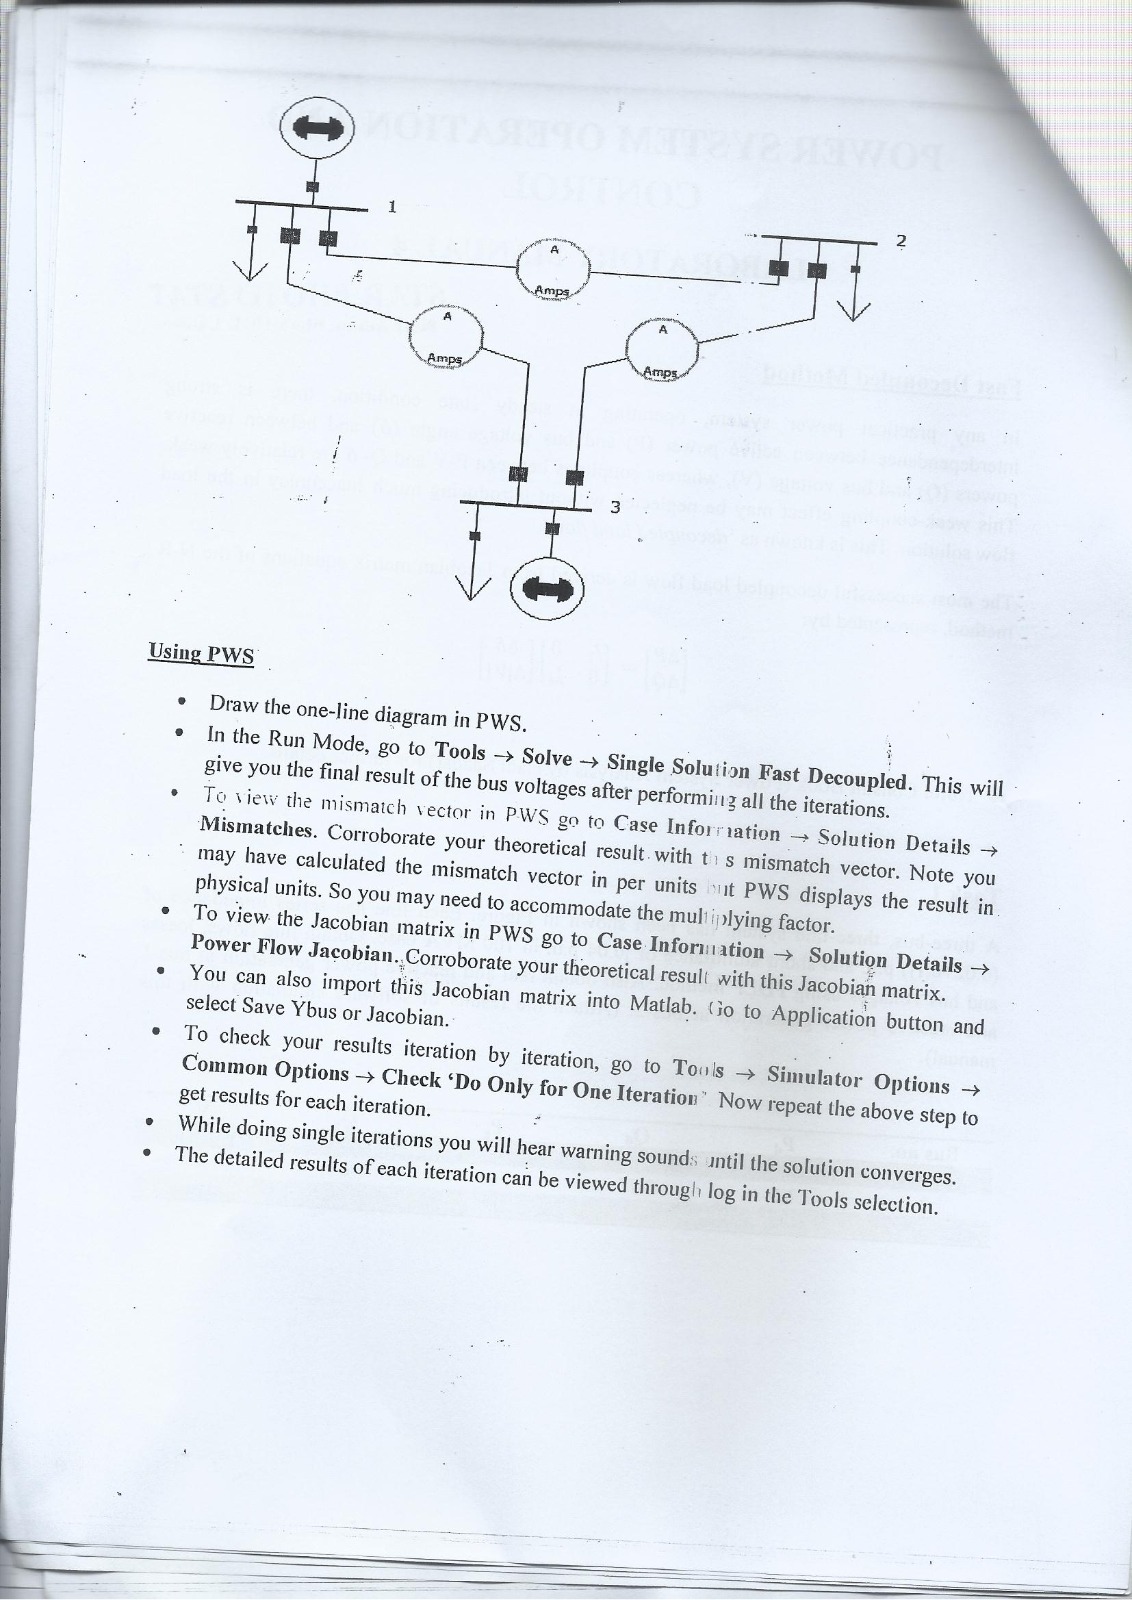 1
2
A
Amps
A
Amps
A
Amps
3
Using PWS
• Draw the one-line diagram in PWS.
• In the Run Mode, go to Tools → Solve → Single Solution Fast Decoupled. This will
give you the final result of the bus voltages after performing all the iterations.
• To view the mismatch vector in PWS go to Case Information → Solution Details →
Mismatches. Corroborate your theoretical result with this mismatch vector. Note you
may have calculated the mismatch vector in per units but PWS displays the result in
physical units. So you may need to accommodate the multiplying factor.
• To view the Jacobian matrix in PWS go to Case Information → Solution Details →
Power Flow Jacobian. Corroborate your theoretical result with this Jacobian matrix.
• You can also import this Jacobian matrix into Matlab. Go to Application button and
select Save Ybus or Jacobian.
• To check your results iteration by iteration, go to Tools → Simulator Options →
Common Options → Check ‘Do Only for One Iteration’ Now repeat the above step to
get results for each iteration.
• While doing single iterations you will hear warning sounds until the solution converges.
• The detailed results of each iteration can be viewed through log in the Tools selection.